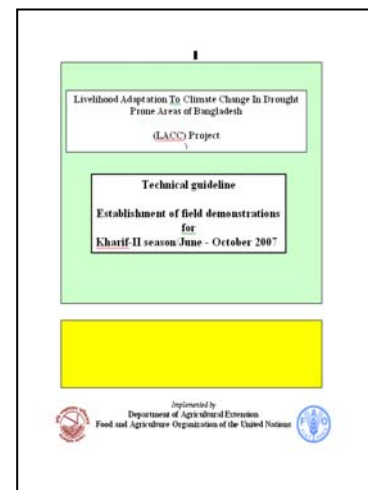 Livelihood Adaptation To Climate Change In Drought
Prone Areas of Bangladesh
(LACC) Project
Technical guideline
Establishment of field demonstrations
for
Kharif-II season/June - October 2007
Implemented by
Department of Agricultural Extension
Food and Agriculture Organization of the United Nations